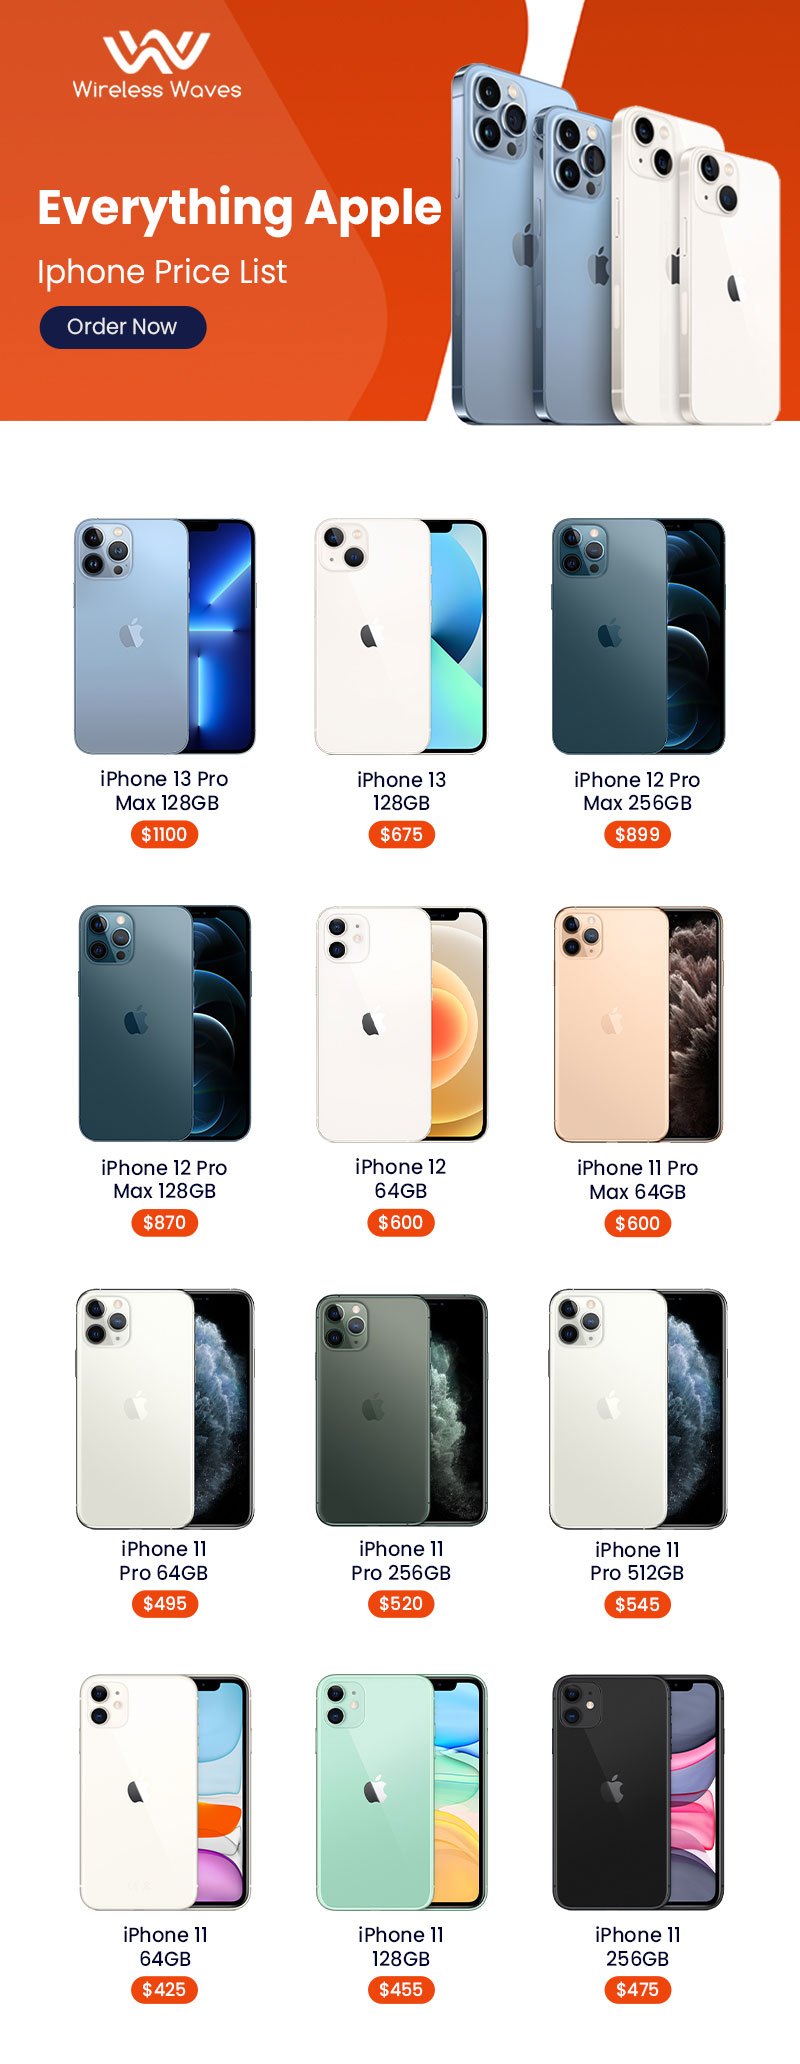 Wireless Waves
Everything Apple
Iphone Price List
Order Now
iPhone 13 Pro
Max 128GB
$1100
iPhone 13
128GB
$675
iPhone 12 Pro
Max 256GB
$899
iPhone 12 Pro
Max 128GB
$870
iPhone 12
64GB
$600
iPhone 11 Pro
Max 64GB
$600
iPhone 11
Pro 64GB
$495
iPhone 11
Pro 256GB
$520
iPhone 11
Pro 512GB
$545
iPhone 11
64GB
$425
iPhone 11
128GB
$455
iPhone 11
256GB
$475